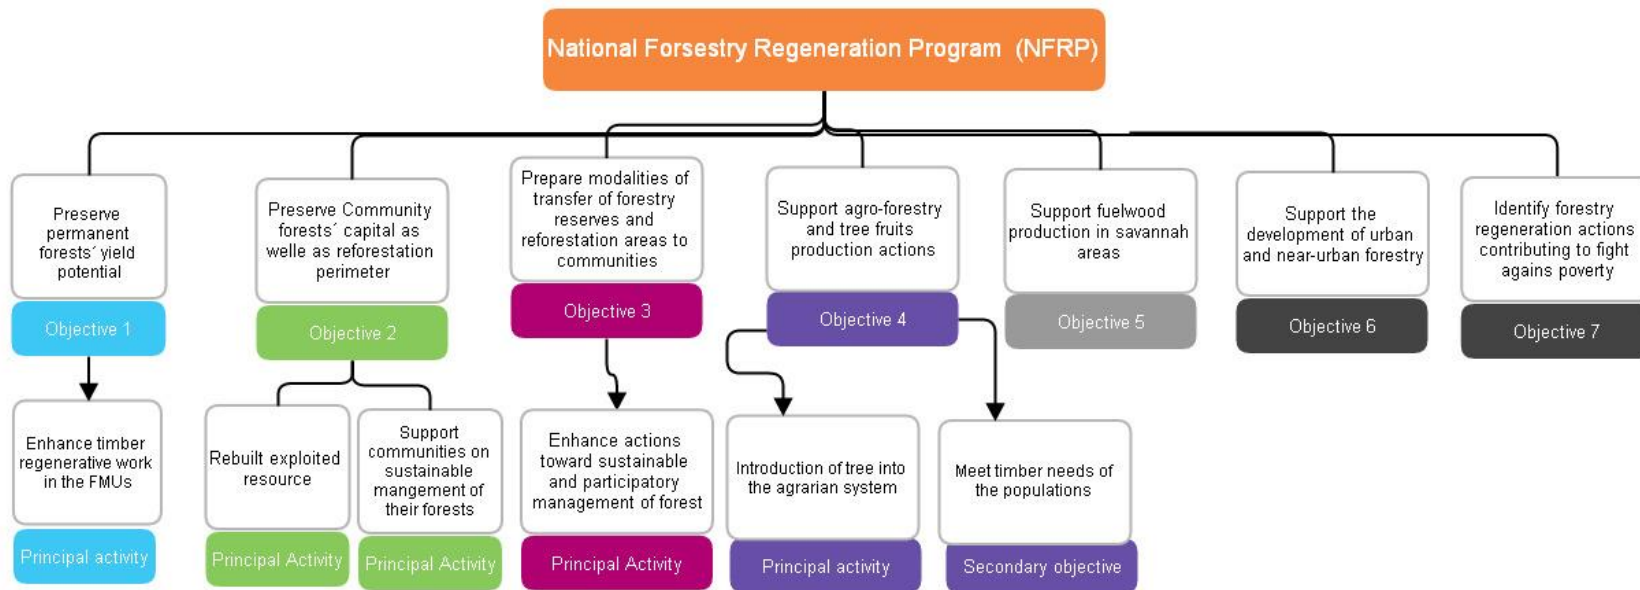 National Forsestry Regeneration Program (NFRP)
Preserve
permanent
forests´ yield
potential
Objective 1
Preserve Community
forests´ capital as
welle as reforestation
perimeter
Objective 2
Prepare modalities of
transfer of forestry
reserves and
reforestation areas to
communities
Objective 3
Support agro-forestry
and tree fruits
production actions
Objective 4
Support fuelwood
production in savannah
areas
Objective 5
Support the
development of urban
and near-urban forestry
Objective 6
Identify forestry
regeneration actions
contributing to fight
agains poverty
Objective 7
Enhance timber
regenerative work
in the FMUs
Principal activity
Rebuilt exploited
resource
Principal Activity
Support
communities on
sustainable
mangement of
their forests
Principal Activity
Enhance actions
toward sustainable
and participatory
management of forest
Principal Activity
Introduction of tree into
the agrarian system
Principal activity
Meet timber needs of
the populations
Secondary objective